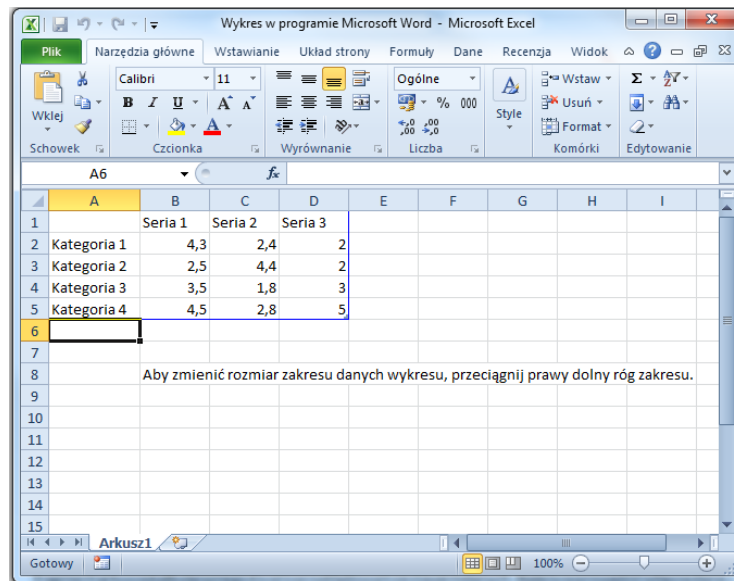 Wykres w programie Microsoft Word - Microsoft Excel
Plik Narzędzia główne Wstawianie Układ strony Formuły Dane Recenzja Widok
Calibri 11 Ogólne Wstaw Σ
Wklej B I U A A % 000 Style Usuń
A ,00 ,00 Format
Schowek Czcionka Wyrównanie Liczba Komórki Edytowanie
A6 fx
A B C D E F G H I
1 Seria 1 Seria 2 Seria 3
2 Kategoria 1 4,3 2,4 2
3 Kategoria 2 2,5 4,4 2
4 Kategoria 3 3,5 1,8 3
5 Kategoria 4 4,5 2,8 5
6
7
8 Aby zmienić rozmiar zakresu danych wykresu, przeciągnij prawy dolny róg zakresu.
9
10
11
12
13
14
15
Arkusz1
Gotowy 100%